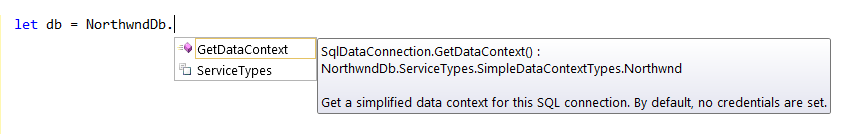 let db = NorthwndDb.
GetDataContext
ServiceTypes
SqlDataConnection.GetDataContext() :
NorthwndDb.ServiceTypes.SimpleDataContextTypes.Northwnd
Get a simplified data context for this SQL connection. By default, no credentials are set.